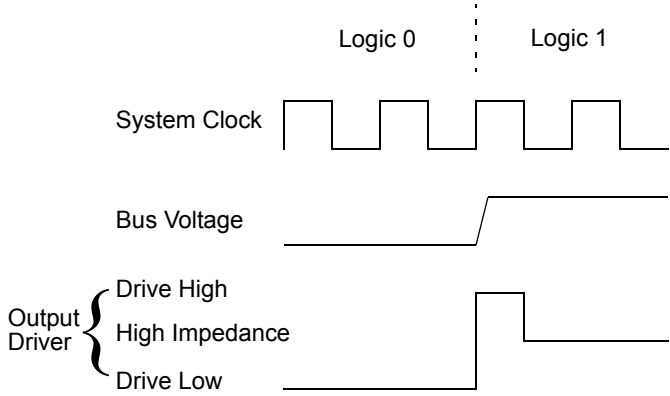 Logic 0
Logic 1
System Clock
Bus Voltage
Drive High
Output
Driver
High Impedance
Drive Low